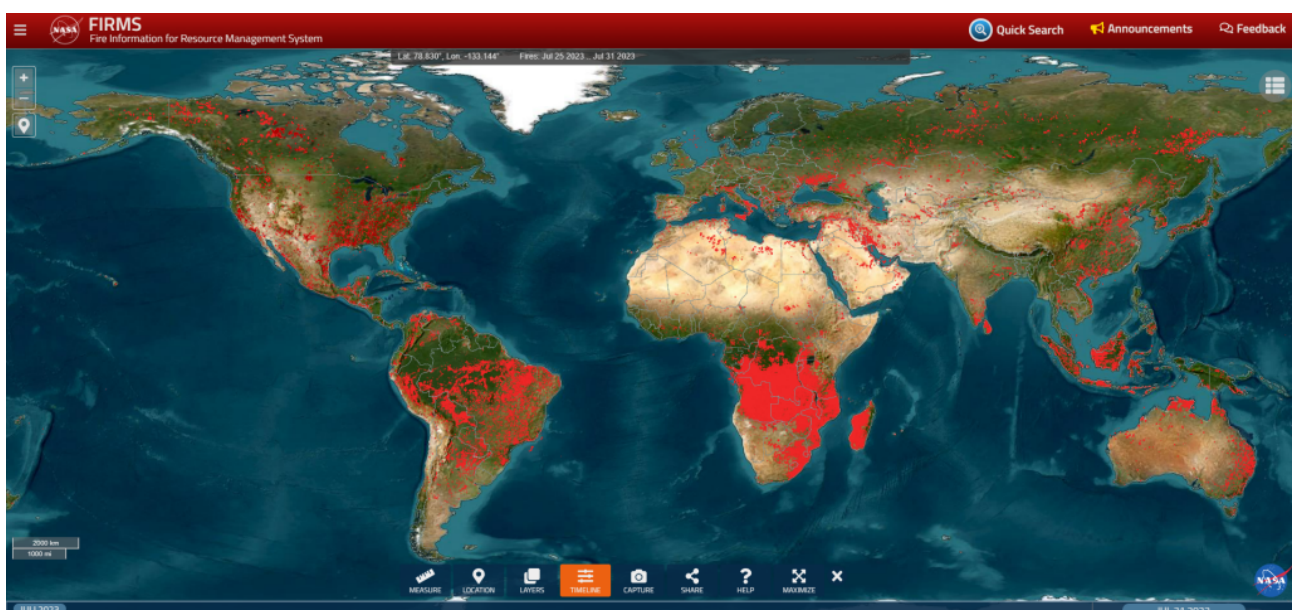 NASA
FIRMS
Fire Information for Resource Management System
Quick Search
Announcements
Feedback
Lat: 78.830°, Lon: -133.144° Fires: Jul 25 2023 .. Jul 31 2023
+
−
2000 km
1000 mi
MEASURE
LOCATION
LAYERS
TIMELINE
CAPTURE
SHARE
?
HELP
MAXIMIZE
NASA